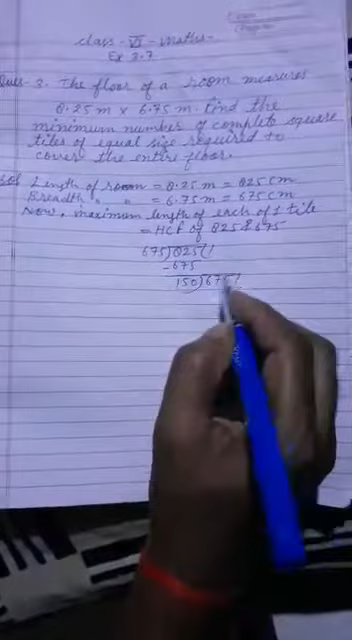 class - VI - Maths -
Ex 3.7
Ques - 3. The floor of a room measures
8.25 m x 6.75 m. Find the
minimum number of complete square
tiles of equal size required to
cover the entire floor.
Sol Length of room = 8.25 m = 825 cm
Breadth " " = 6.75 m = 675 cm
Now, maximum length of each of 1 tile
= HCF of 825 & 675
675)825(1
-675
150)675(